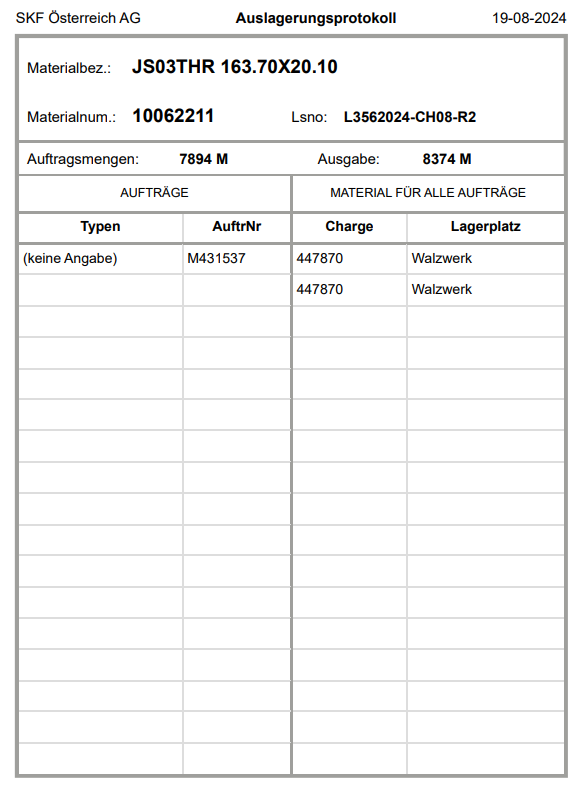 SKF Österreich AG Auslagerungsprotokoll 19-08-2024
Materialbez.: JS03THR 163.70X20.10
Materialnum.: 10062211 Lsno: L3562024-CH08-R2
Auftragsmengen: 7894 M Ausgabe: 8374 M
AUFTRÄGE MATERIAL FÜR ALLE AUFTRÄGE
Typen AuftrNr Charge Lagerplatz
(keine Angabe) M431537 447870 Walzwerk
447870 Walzwerk